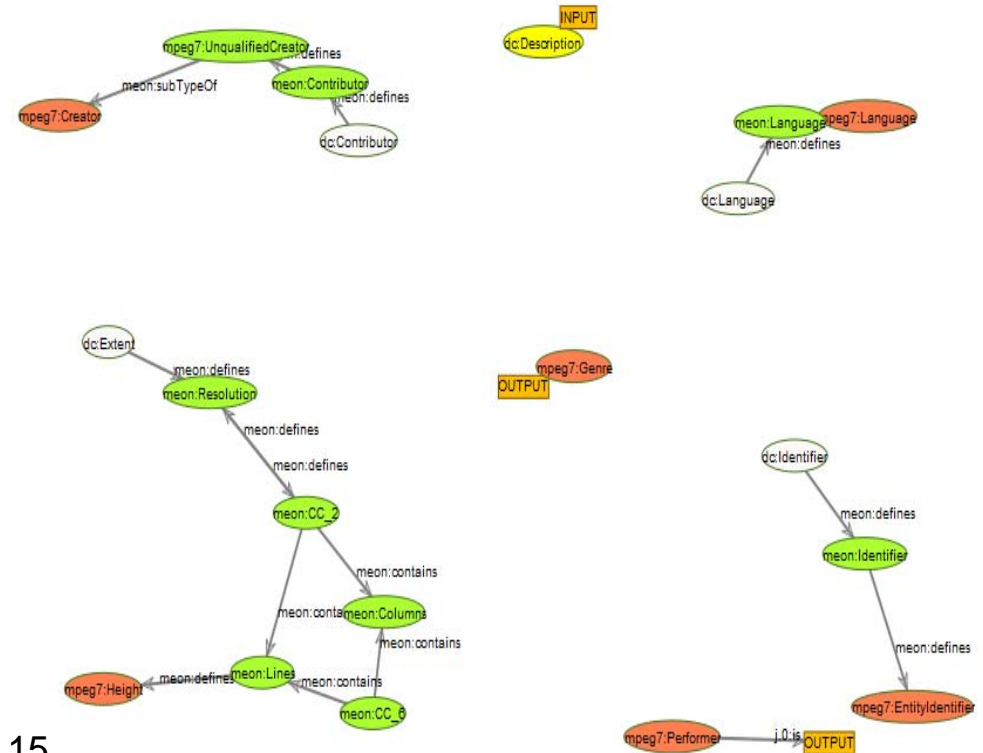 INPUT
dc:Description
mpeg7:UnqualifiedCreator
defines
meon:Contributor
meon:subTypeOf
meon:defines
mpeg7:Creator
dc:Contributor
meon:Language
mpeg7:Language
meon:defines
dc:Language
dc:Extent
meon:defines
meon:Resolution
mpeg7:Genre
OUTPUT
meon:defines
meon:defines
dc:Identifier
meon:CC_2
meon:defines
meon:Identifier
meon:contains
meon:conta
meon:Columns
meon:contains
meon:defines
meon:Lines
meon:defines
meon:contains
mpeg7:Height
meon:CC_6
mpeg7:EntityIdentifier
mpeg7:Performer
j.0:is
OUTPUT
15